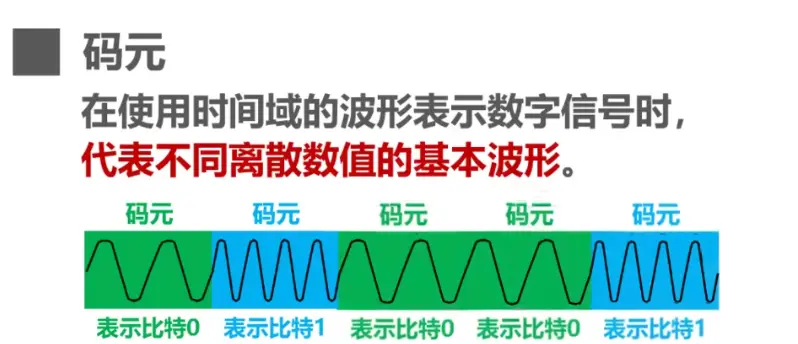 码元
在使用时间域的波形表示数字信号时，
代表不同离散数值的基本波形。
码元 码元 码元 码元 码元
表示比特0 表示比特1 表示比特0 表示比特0 表示比特1